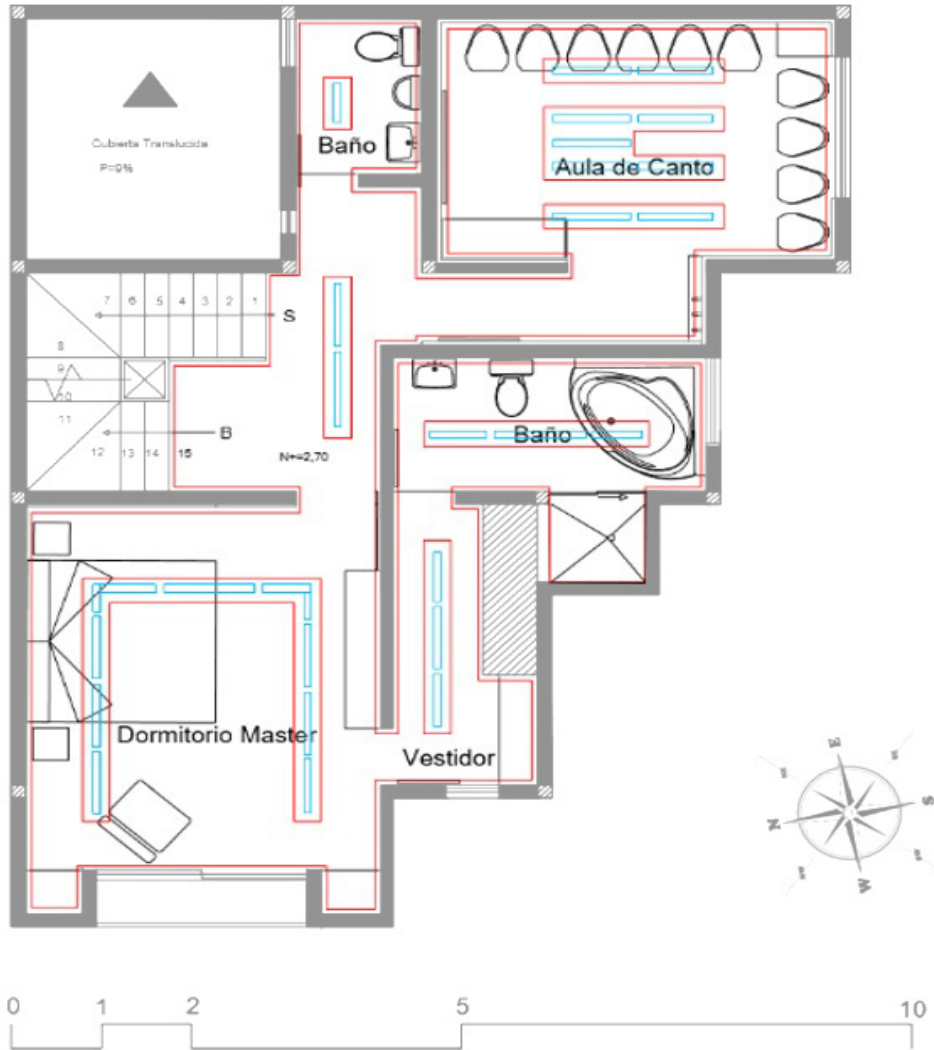 Baño
Cubierta Translucida
P=9%
Aula de Canto
7 6 5 4 3 2 1
S
8
9
10
11
B
12 13 14 15
N+=2,70
Baño
Dormitorio Master
Vestidor
E
N
S
W
0 1 2 5 10